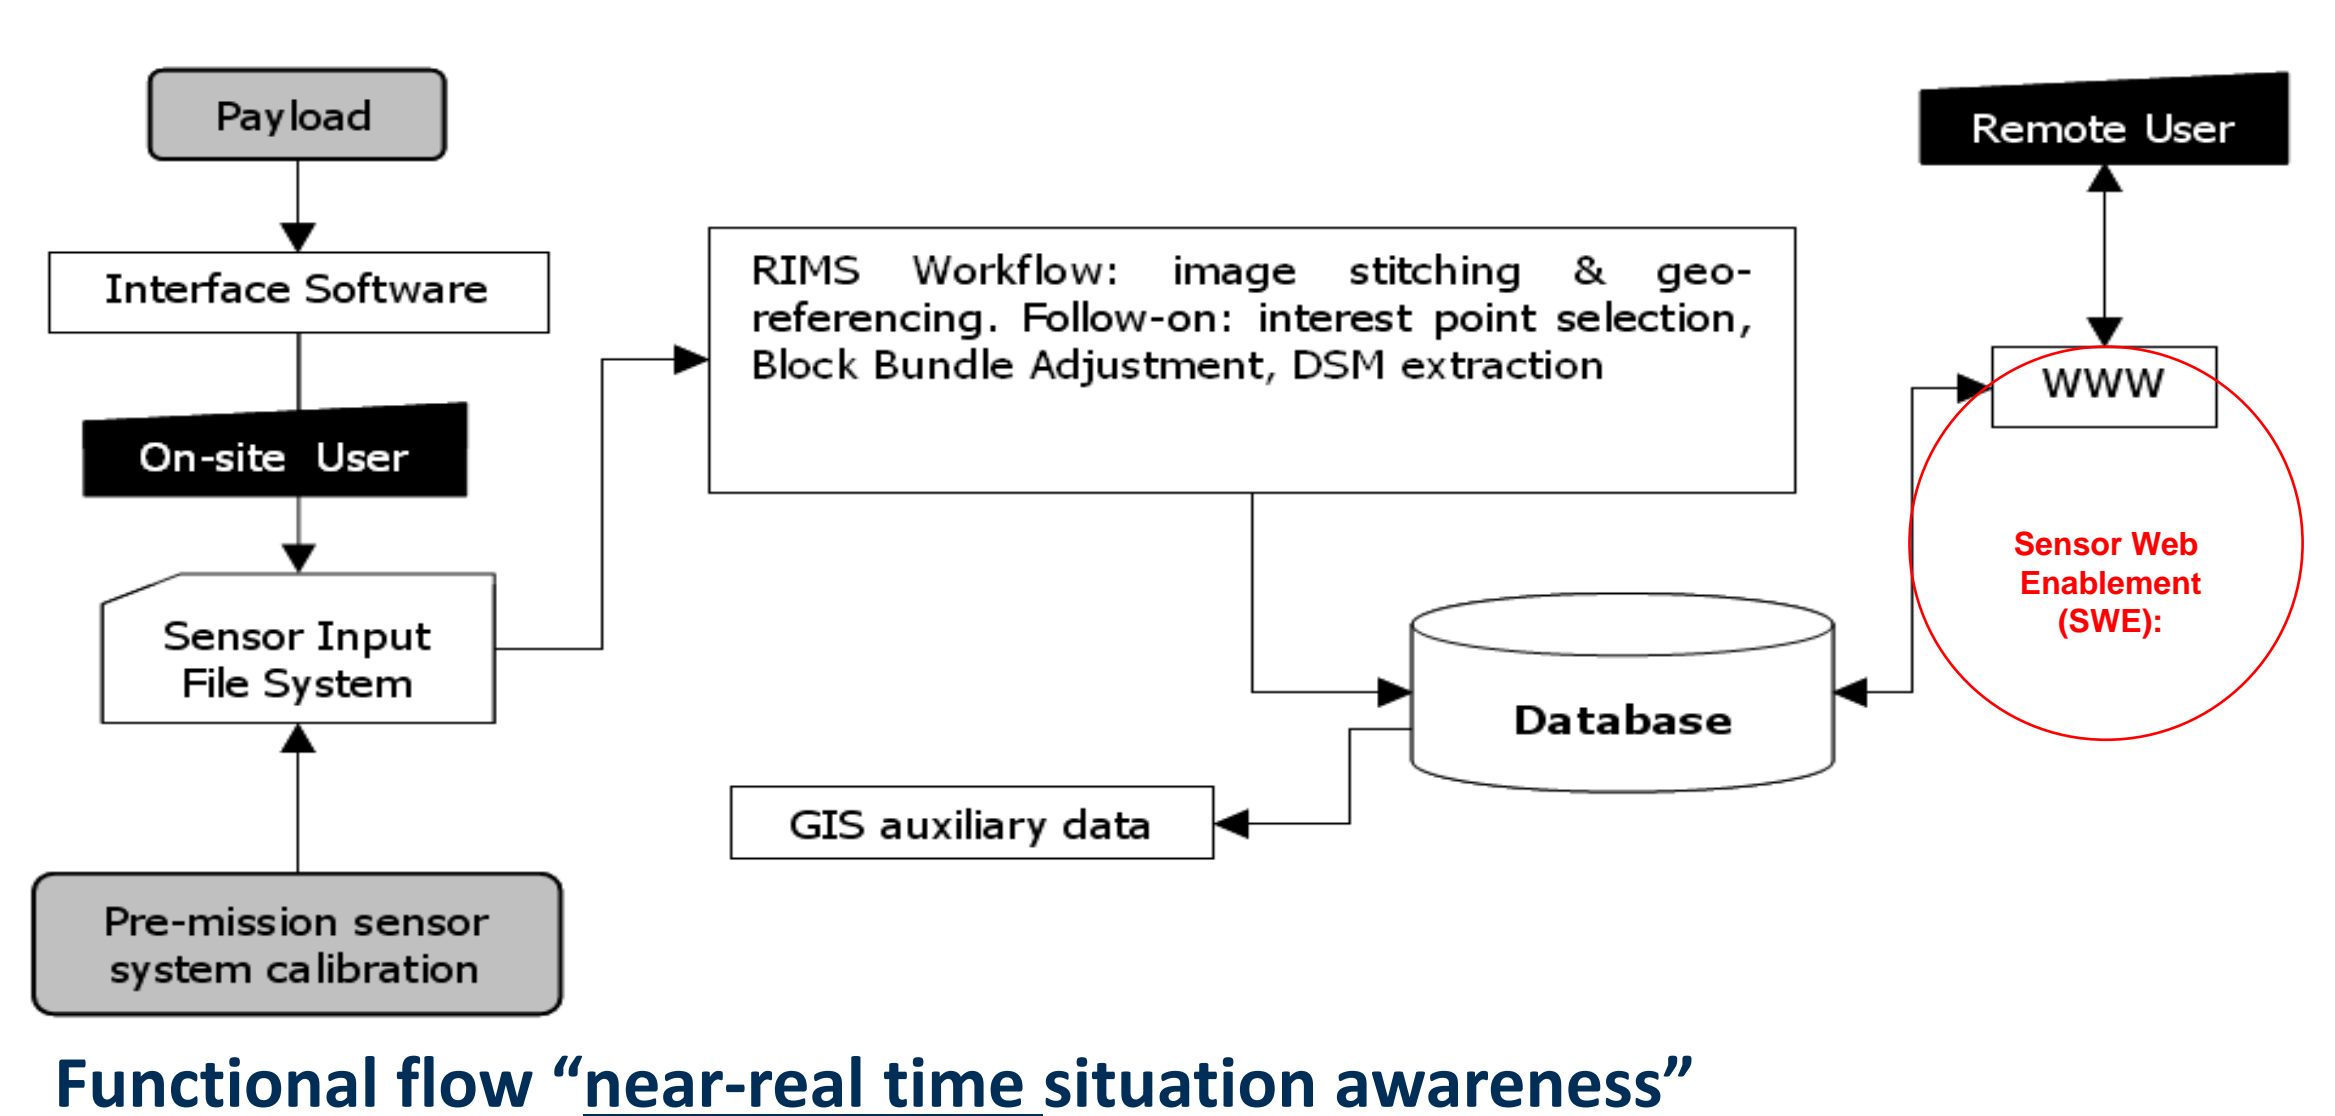 Payload
Remote User
Interface Software
RIMS Workflow: image stitching & geo-
referencing. Follow-on: interest point selection,
Block Bundle Adjustment, DSM extraction
WWW
On-site User
Sensor Web
Enablement
(SWE):
Sensor Input
File System
Database
GIS auxiliary data
Pre-mission sensor
system calibration
Functional flow “near-real time situation awareness”